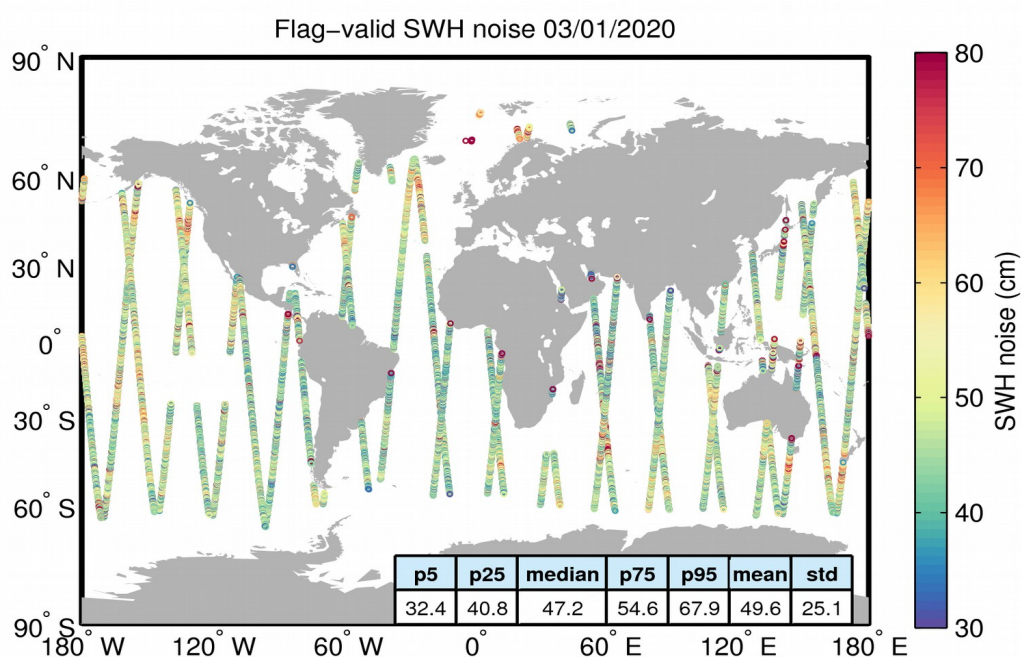 Flag−valid SWH noise 03/01/2020
90° N
60° N
30° N
0°
30° S
60° S
90° S
180° W
120° W
60° W
0°
60° E
120° E
180° E
80
70
60
50
40
30
SWH noise (cm)
p5 p25 median p75 p95 mean std
32.4 40.8 47.2 54.6 67.9 49.6 25.1